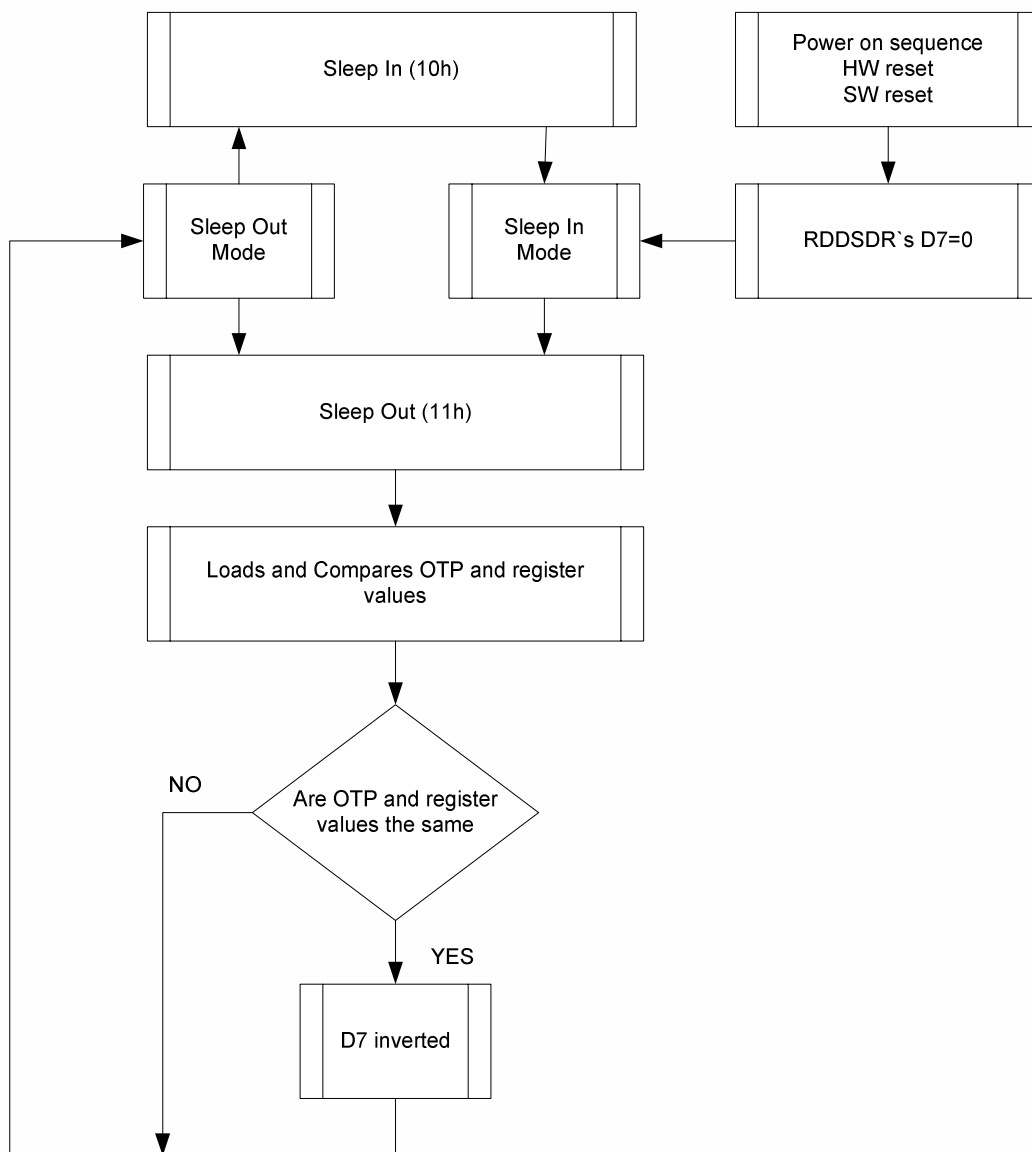 Sleep In (10h)
Power on sequence
HW reset
SW reset
Sleep Out
Mode
Sleep In
Mode
RDDSDR`s D7=0
Sleep Out (11h)
Loads and Compares OTP and register
values
NO
Are OTP and register
values the same
YES
D7 inverted